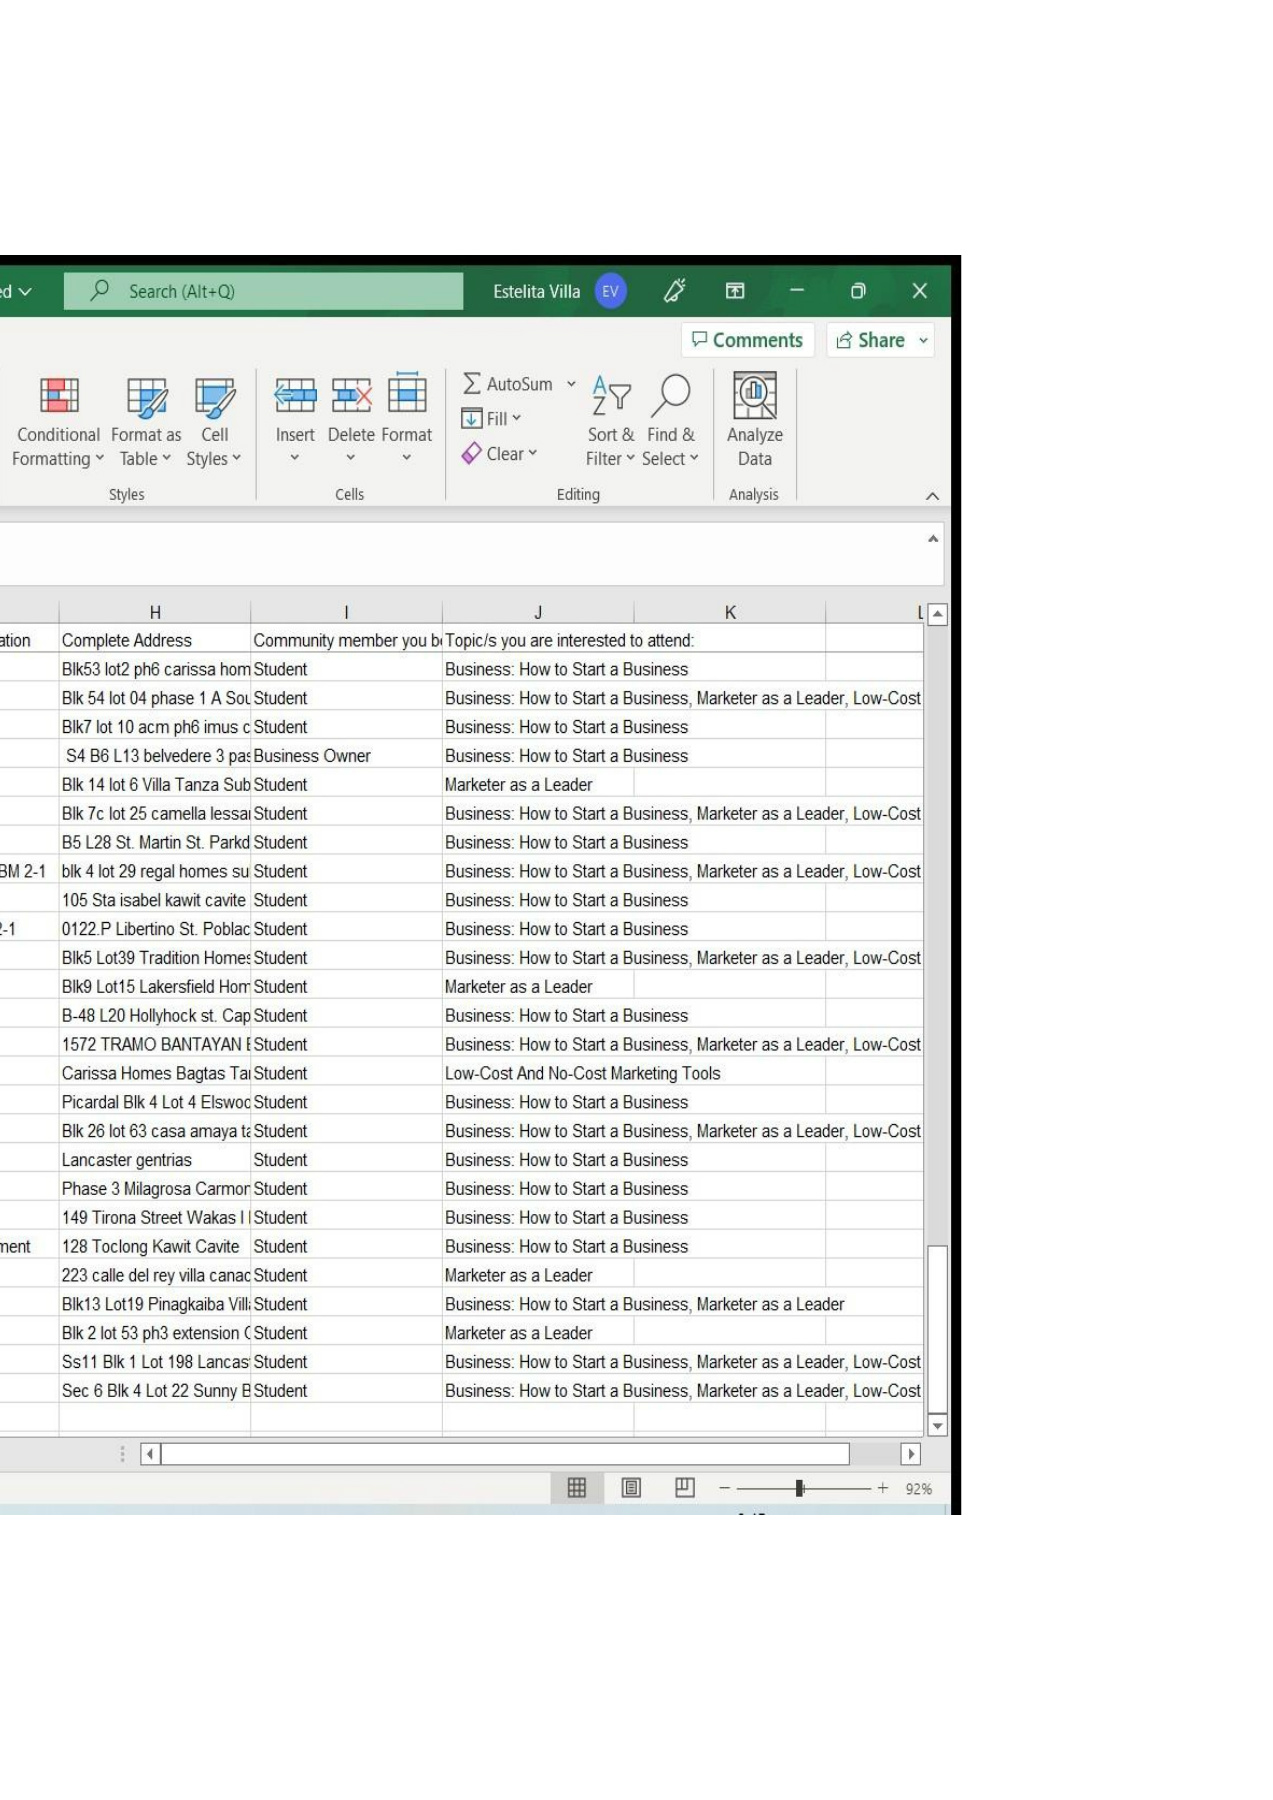 ed
Search (Alt+Q)
Estelita Villa
EV
Comments
Share
AutoSum
Fill
Clear
Conditional Formatting
Format as Table
Cell Styles
Insert
Delete
Format
Sort & Filter
Find & Select
Analyze Data
Styles
Cells
Editing
Analysis
H I J K L
ation Complete Address Community member you be Topic/s you are interested to attend:
Blk53 lot2 ph6 carissa hom Student Business: How to Start a Business
Blk 54 lot 04 phase 1 A Sou Student Business: How to Start a Business, Marketer as a Leader, Low-Cost
Blk7 lot 10 acm ph6 imus c Student Business: How to Start a Business
S4 B6 L13 belvedere 3 pas Business Owner Business: How to Start a Business
Blk 14 lot 6 Villa Tanza Sub Student Marketer as a Leader
Blk 7c lot 25 camella lessa Student Business: How to Start a Business, Marketer as a Leader, Low-Cost
B5 L28 St. Martin St. Parkd Student Business: How to Start a Business
BM 2-1 blk 4 lot 29 regal homes su Student Business: How to Start a Business, Marketer as a Leader, Low-Cost
105 Sta isabel kawit cavite Student Business: How to Start a Business
2-1 0122.P Libertino St. Poblac Student Business: How to Start a Business
Blk5 Lot39 Tradition Homes Student Business: How to Start a Business, Marketer as a Leader, Low-Cost
Blk9 Lot15 Lakersfield Hom Student Marketer as a Leader
B-48 L20 Hollyhock st. Cap Student Business: How to Start a Business
1572 TRAMO BANTAYAN Student Business: How to Start a Business, Marketer as a Leader, Low-Cost
Carissa Homes Bagtas Ta Student Low-Cost And No-Cost Marketing Tools
Picardal Blk 4 Lot 4 Elswoo Student Business: How to Start a Business
Blk 26 lot 63 casa amaya ta Student Business: How to Start a Business, Marketer as a Leader, Low-Cost
Lancaster gentrias Student Business: How to Start a Business
Phase 3 Milagrosa Carmon Student Business: How to Start a Business
149 Tirona Street Wakas I Student Business: How to Start a Business
ment 128 Toclong Kawit Cavite Student Business: How to Start a Business
223 calle del rey villa canac Student Marketer as a Leader
Blk13 Lot19 Pinagkaiba Vill Student Business: How to Start a Business, Marketer as a Leader
Blk 2 lot 53 ph3 extension Student Marketer as a Leader
Ss11 Blk 1 Lot 198 Lancas Student Business: How to Start a Business, Marketer as a Leader, Low-Cost
Sec 6 Blk 4 Lot 22 Sunny B Student Business: How to Start a Business, Marketer as a Leader, Low-Cost
92%